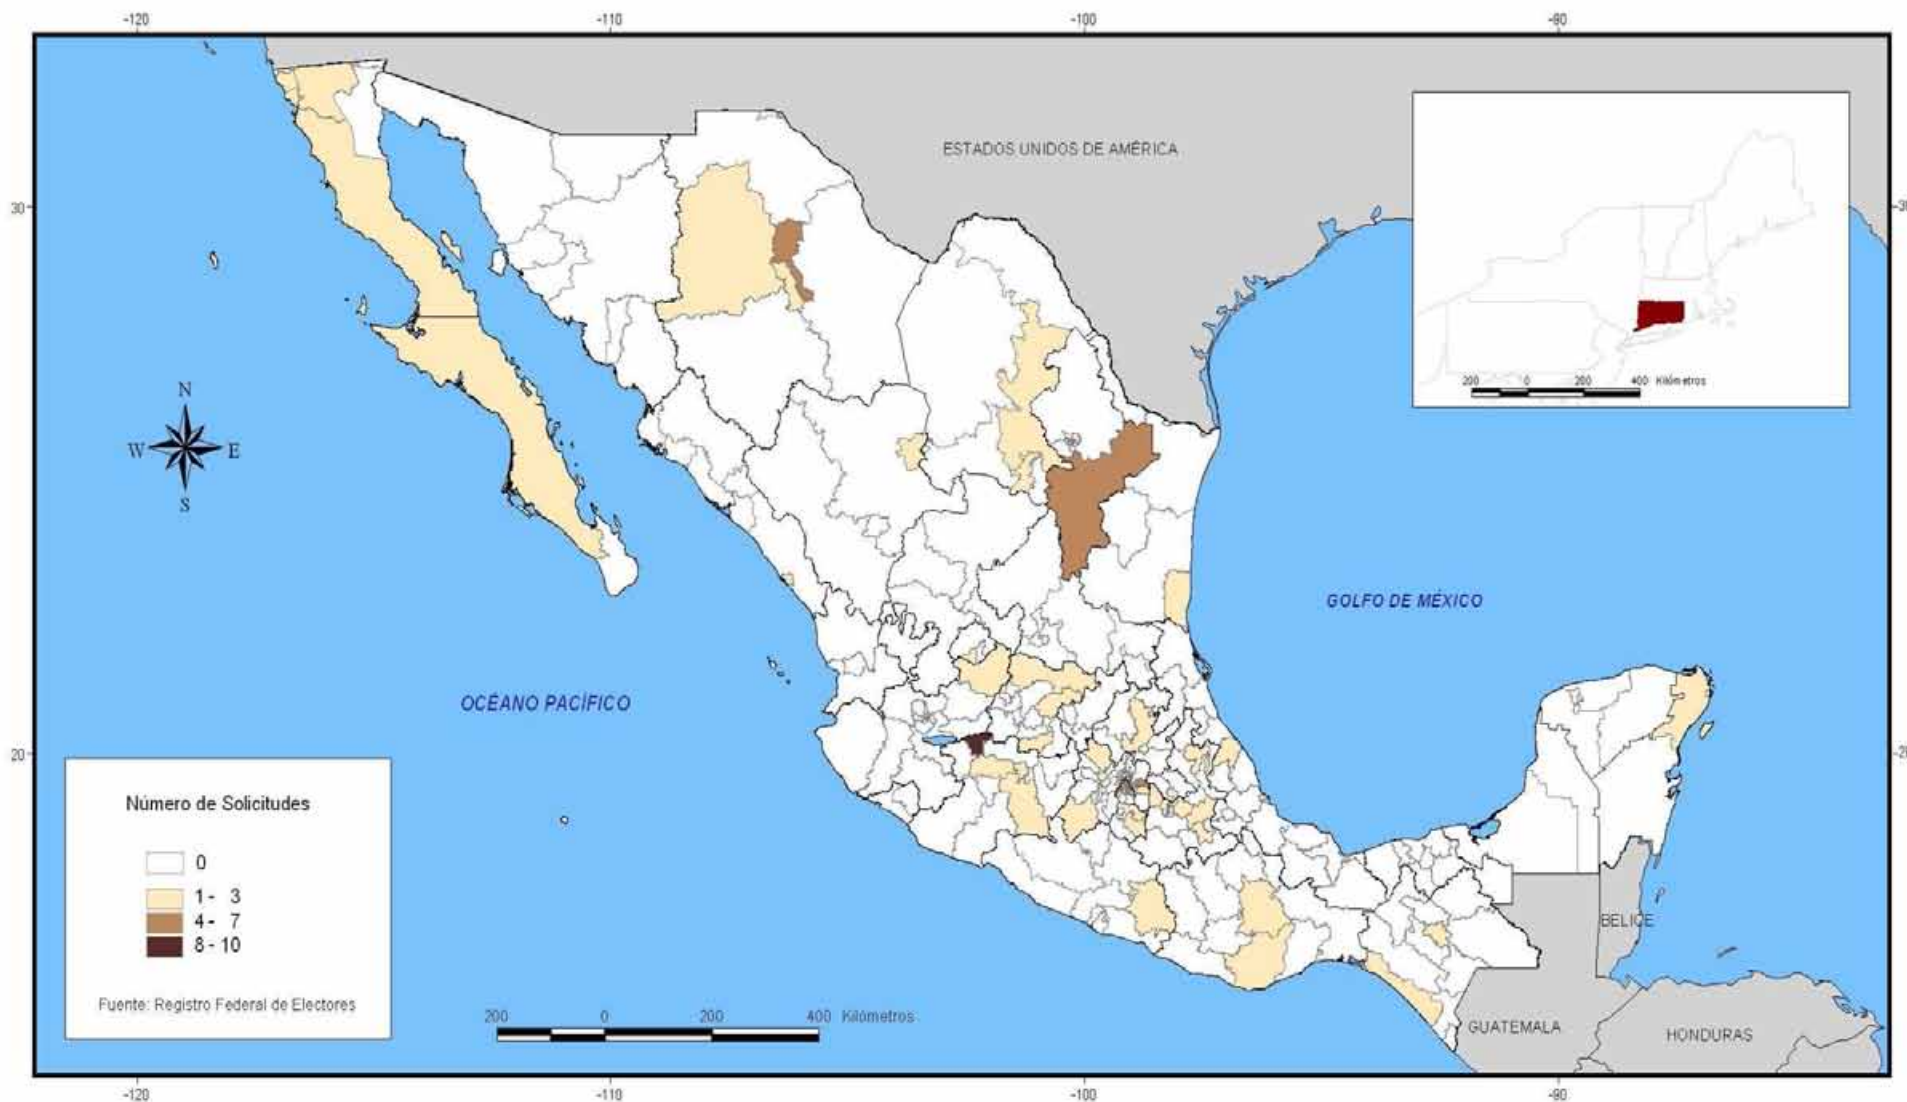 -120 -110 -100 -90
ESTADOS UNIDOS DE AMÉRICA
30
200 0 200 400 Kilómetros
N
W E
S
GOLFO DE MÉXICO
OCÉANO PACÍFICO
20
Número de Solicitudes
0
1 - 3
4 - 7
8 - 10
Fuente: Registro Federal de Electores
200 0 200 400 Kilómetros
BELICE
GUATEMALA
HONDURAS
-120 -110 -100 -90